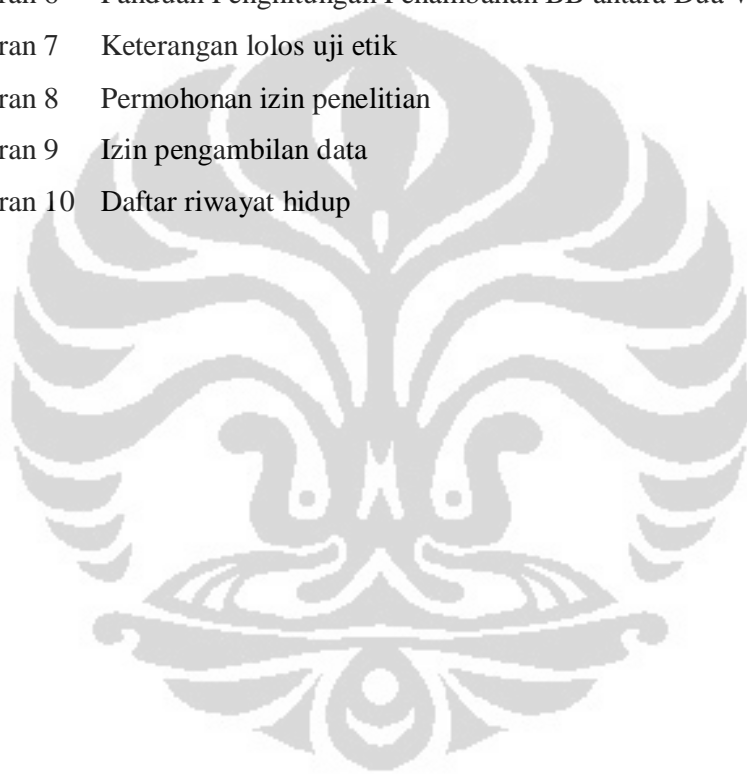 ran 6 Panduan Penghitungan Penambahan BB antara Dua
ran 7 Keterangan lolos uji etik
ran 8 Permohonan izin penelitian
ran 9 Izin pengambilan data
ran 10 Daftar riwayat hidup